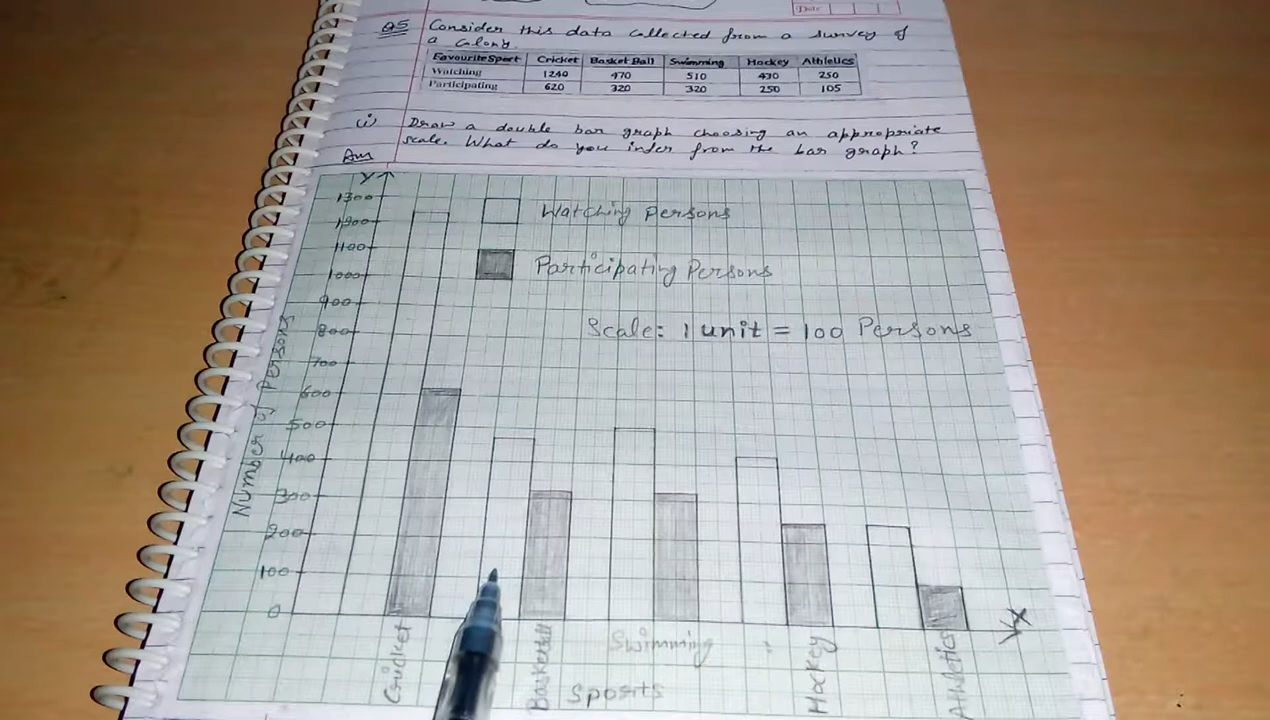 Date
Q5 Consider this data collected from a survey of
a colony.
Favourite Sport Cricket Basket Ball Swimming Hockey Athletics
Watching 1240 470 510 430 250
Participating 620 320 320 250 105
(i) Draw a double bar graph choosing an appropriate
scale. What do you infer from the bar graph?
Ans
Y
1300
1200
1100
1000
900
800
700
600
500
400
300
200
100
0
Watching Persons
Participating Persons
Scale: 1 unit = 100 Persons
Number of Persons
X
Cricket
Basketball
Swimming
Hockey
Athletics
Sports